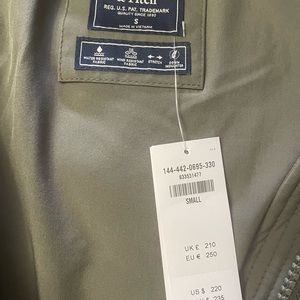 & Fitch
REG. U.S. PAT. TRADEMARK
QUALITY SINCE 1892
S
MADE IN VIETNAM
WATER RESISTANT FABRIC
WIND RESISTANT FABRIC
STRETCH
DOWN
144-442-0695-330
SMALL
UK £ 210
EU € 250
US $ 220